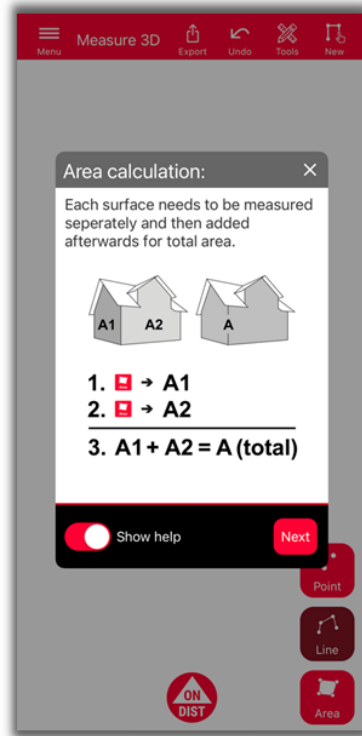 Measure 3D
Menu
Export
Undo
Tools
New
Area calculation:
Each surface needs to be measured
seperately and then added
afterwards for total area.
A1 A2 A
1. → A1
2. → A2
3. A1 + A2 = A (total)
Show help
Next
Point
Line
Area
ON
DIST